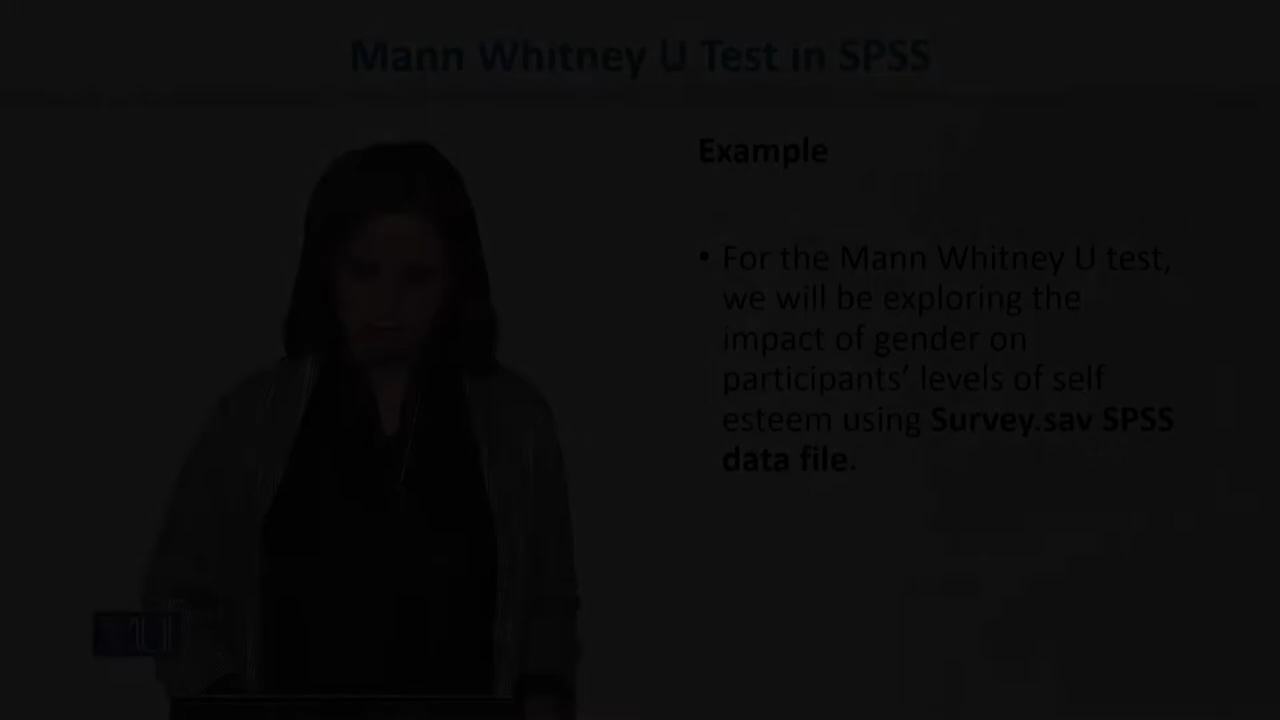 Mann Whitney U Test in SPSS
Example
• For the Mann Whitney U test,
we will be exploring the
impact of gender on
participants’ levels of self
esteem using Survey.sav SPSS
data file.